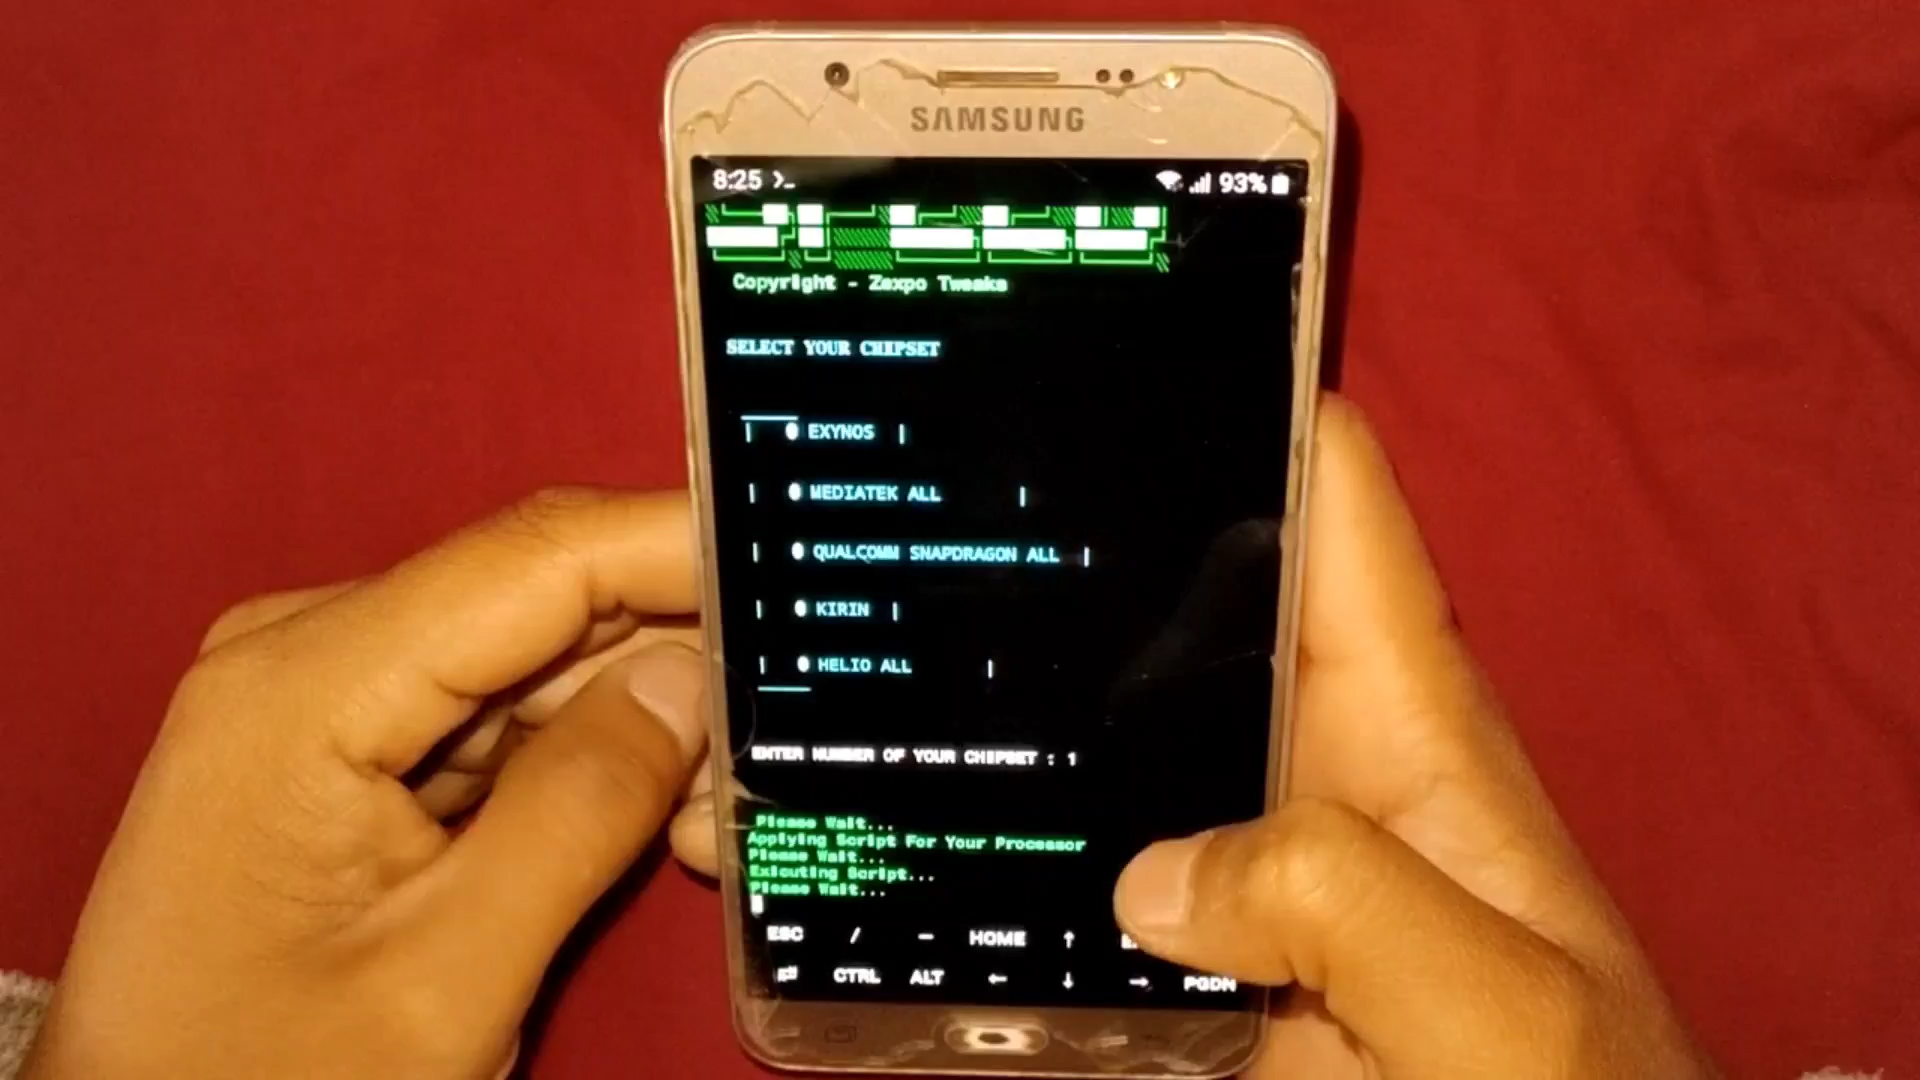 SAMSUNG
8:25 93%
Copyright - Zexpo Tweaks
SELECT YOUR CHIPSET
| EXYNOS |
| MEDIATEK ALL |
| QUALCOMM SNAPDRAGON ALL |
| KIRIN |
| HELIO ALL |
ENTER NUMBER OF YOUR CHIPSET : 1
Please Wait...
Applying Script For Your Processor
Please Wait...
Exicuting Script...
Please Wait...
ESC / — HOME ↑
CTRL ALT ← ↓ → PGDN